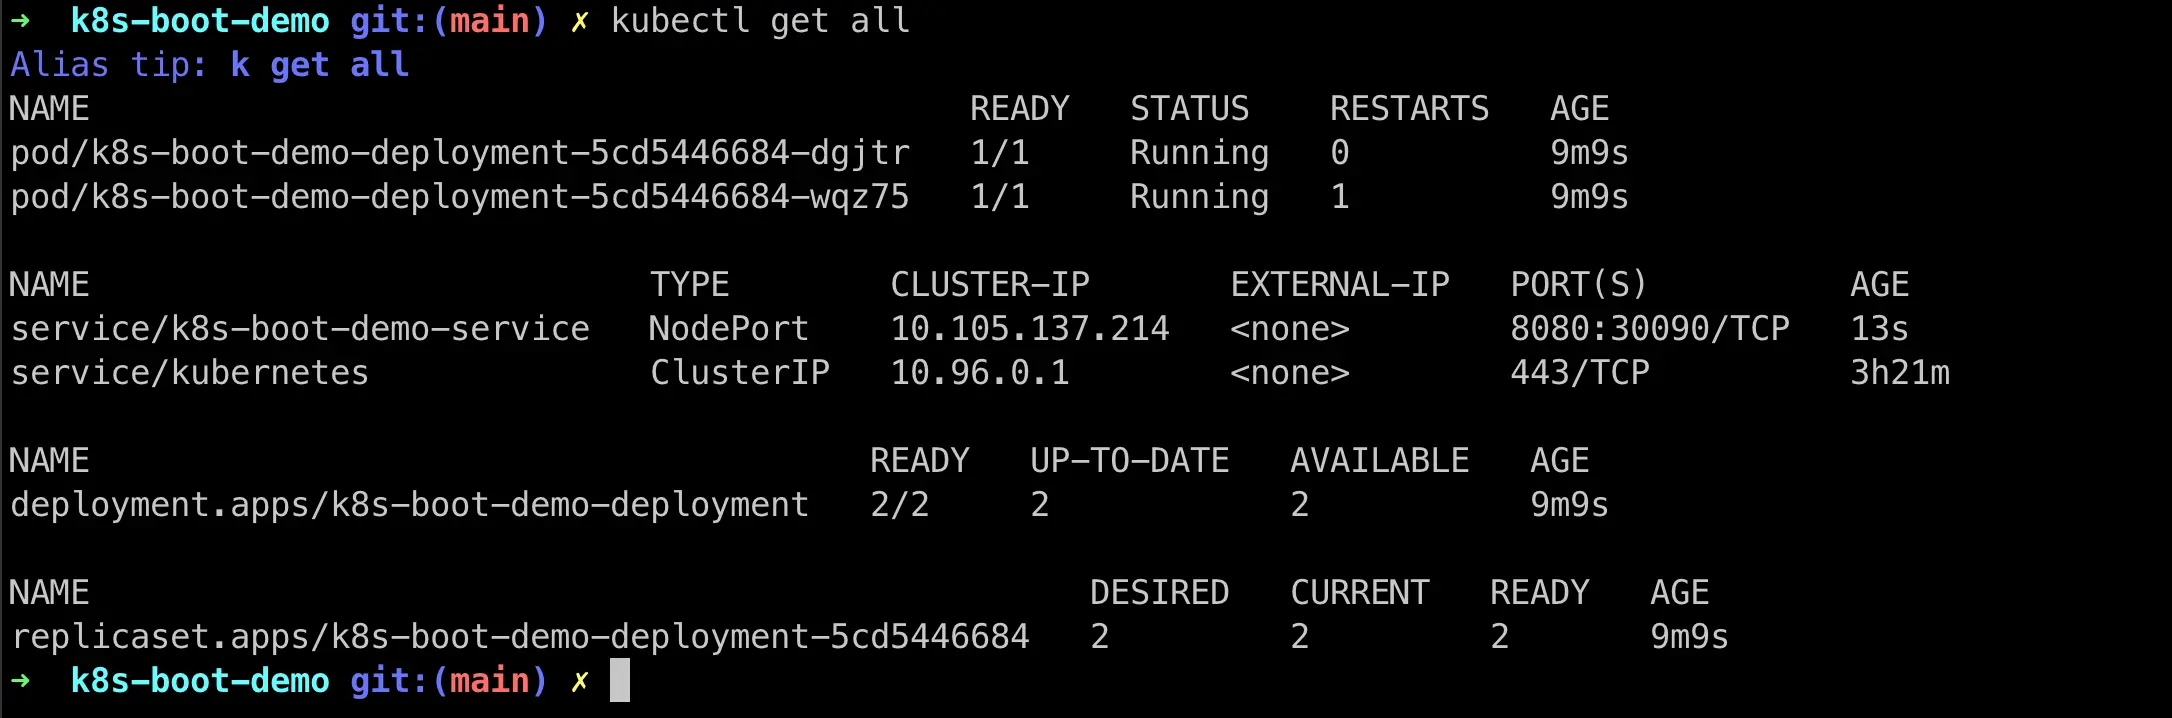 ➜  k8s-boot-demo git:(main) ✗ kubectl get all
Alias tip: k get all
NAME                                            READY   STATUS    RESTARTS   AGE
pod/k8s-boot-demo-deployment-5cd5446684-dgjtr   1/1     Running   0          9m9s
pod/k8s-boot-demo-deployment-5cd5446684-wqz75   1/1     Running   1          9m9s

NAME                            TYPE        CLUSTER-IP       EXTERNAL-IP   PORT(S)          AGE
service/k8s-boot-demo-service   NodePort    10.105.137.214   <none>        8080:30090/TCP   13s
service/kubernetes              ClusterIP   10.96.0.1        <none>        443/TCP          3h21m

NAME                                       READY   UP-TO-DATE   AVAILABLE   AGE
deployment.apps/k8s-boot-demo-deployment   2/2     2            2           9m9s

NAME                                                  DESIRED   CURRENT   READY   AGE
replicaset.apps/k8s-boot-demo-deployment-5cd5446684   2         2         2       9m9s
➜  k8s-boot-demo git:(main) ✗